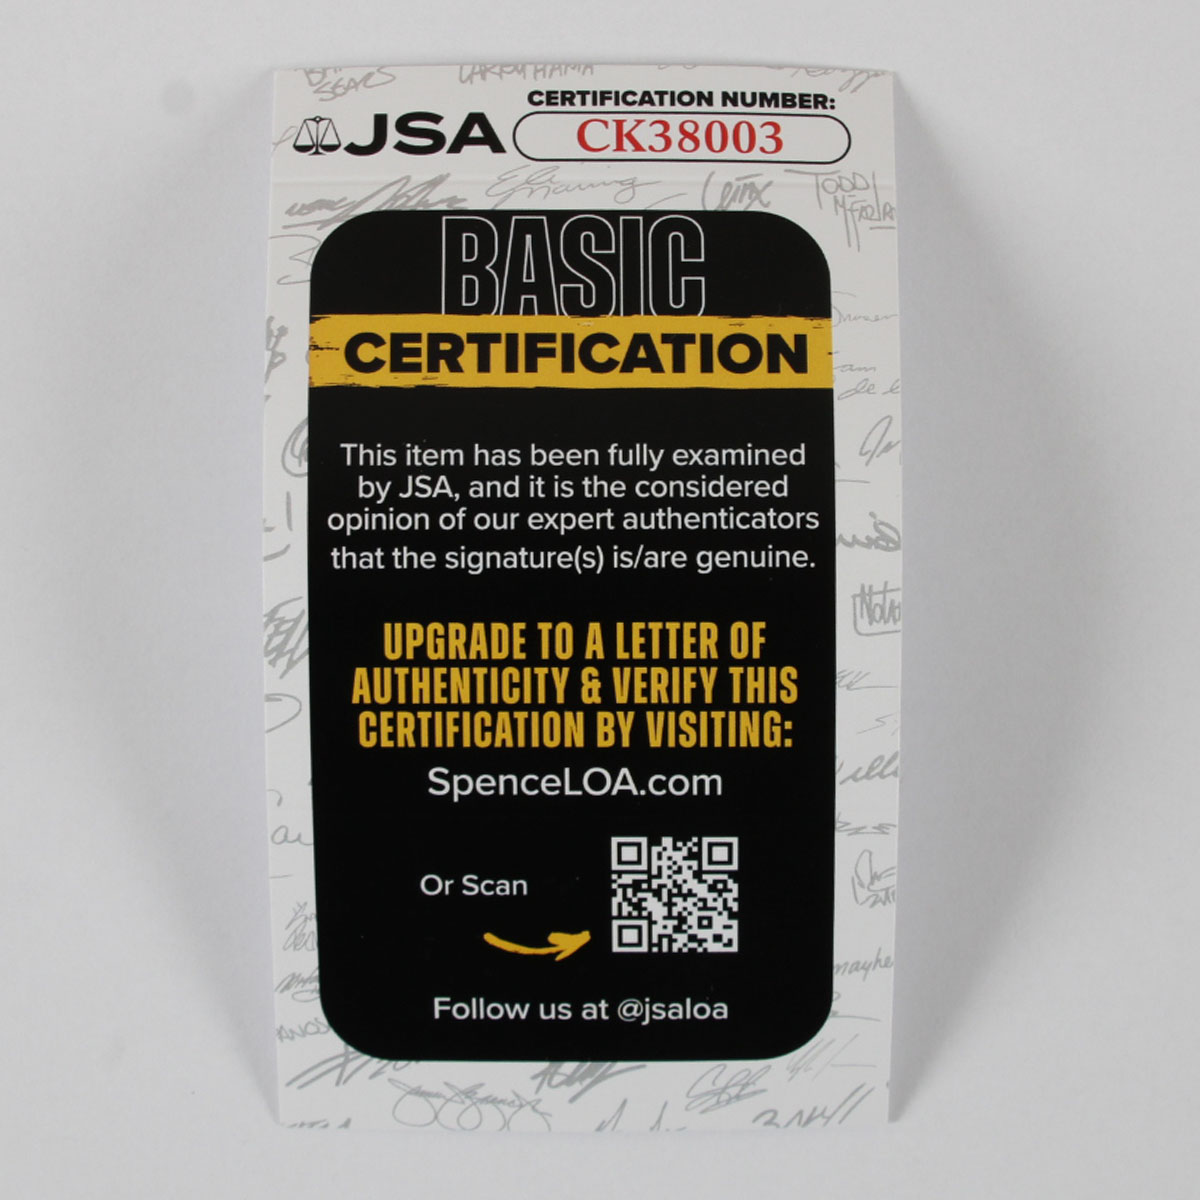 CERTIFICATION NUMBER:
JSA
CK38003
BASIC
CERTIFICATION
This item has been fully examined
by JSA, and it is the considered
opinion of our expert authenticators
that the signature(s) is/are genuine.
UPGRADE TO A LETTER OF
AUTHENTICITY & VERIFY THIS
CERTIFICATION BY VISITING:
SpenceLOA.com
Or Scan
Follow us at @jsaloa